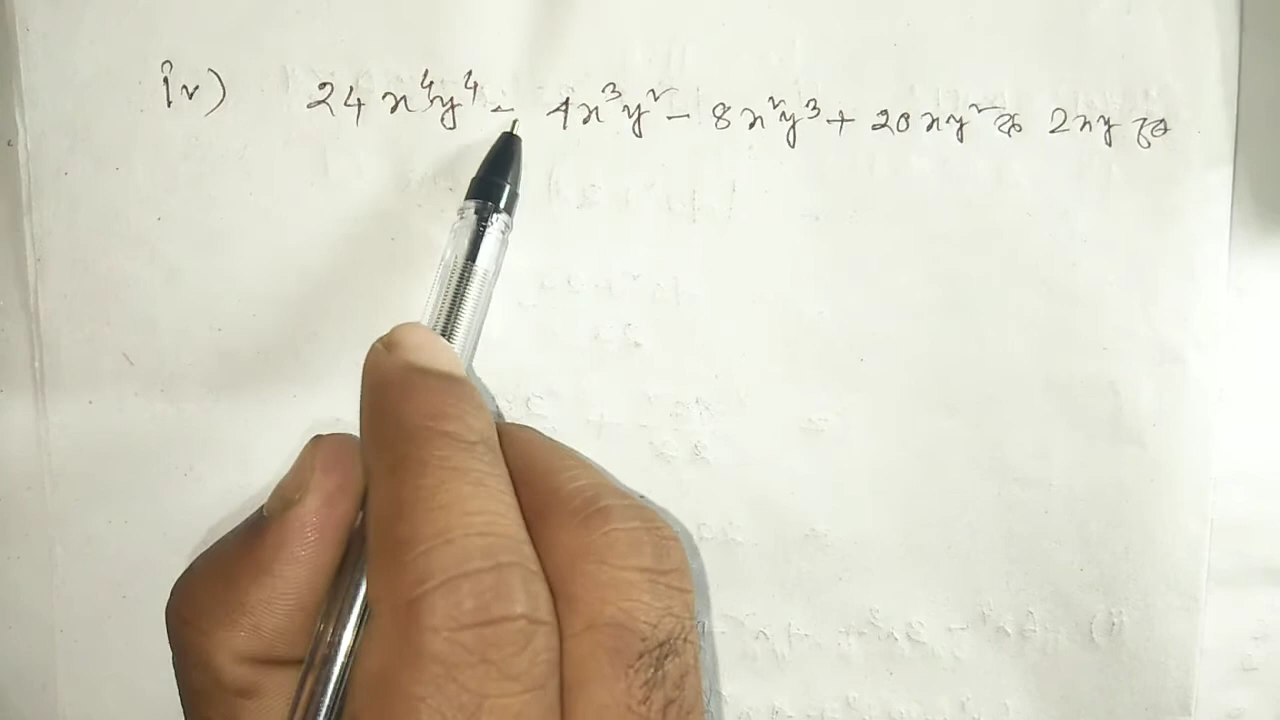 iv) 24x⁴y⁴ - 4x³y² - 8x²y³ + 20xy² ಕ್ಕೆ 2xy